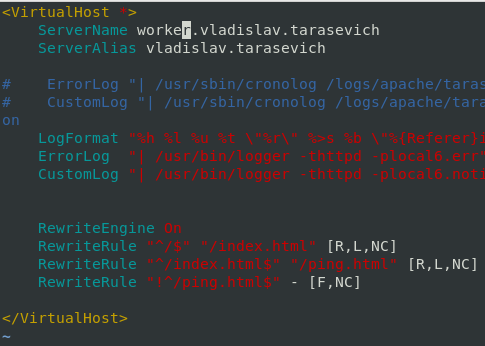 <VirtualHost *>
ServerName worker.vladislav.tarasevich
ServerAlias vladislav.tarasevich
#    ErrorLog "| /usr/sbin/cronolog /logs/apache/taras
#    CustomLog "| /usr/sbin/cronolog /logs/apache/tara
on
LogFormat "%h %l %u %t \"%r\" %>s %b \"%{Referer}i
ErrorLog  "| /usr/bin/logger -thttpd -plocal6.err"
CustomLog "| /usr/bin/logger -thttpd -plocal6.noti
RewriteEngine On
RewriteRule "^/$" "/index.html" [R,L,NC]
RewriteRule "^/index.html$" "/ping.html" [R,L,NC]
RewriteRule "!^/ping.html$" - [F,NC]
</VirtualHost>
~